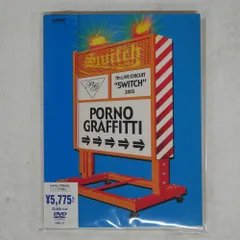 Switch
7th LIVE CIRCUIT
"SWITCH"
2005
PORNO
GRAFFITTI
¥5,775
DVD